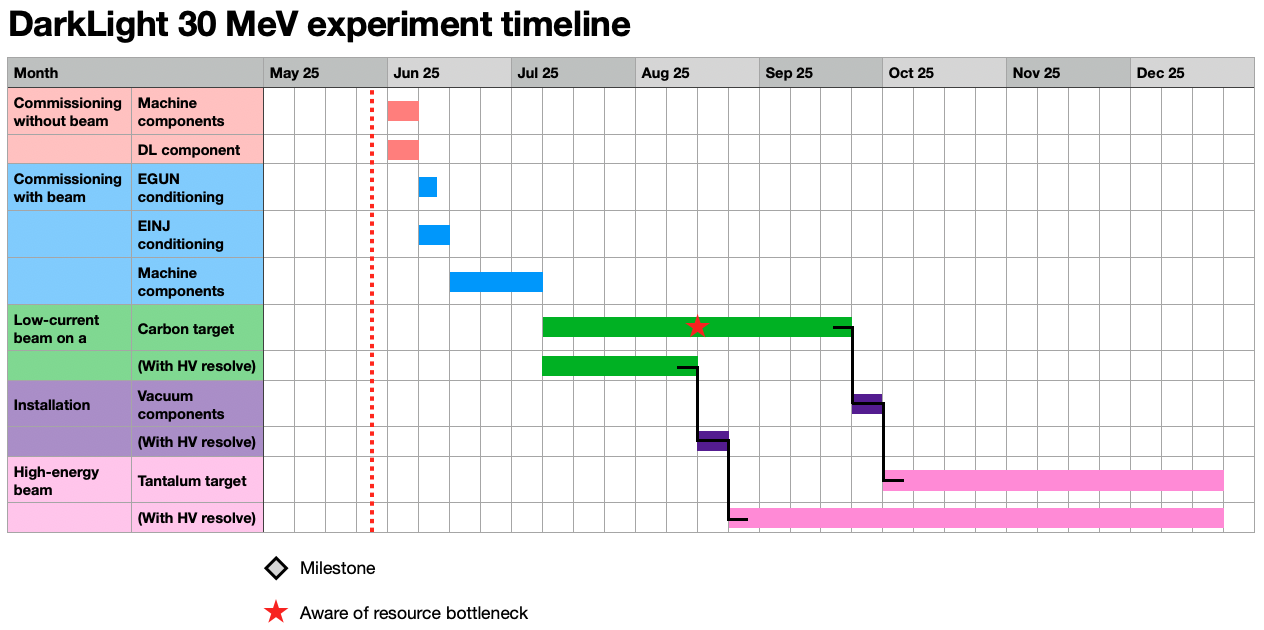 DarkLight 30 MeV experiment timeline
Month May 25 Jun 25 Jul 25 Aug 25 Sep 25 Oct 25 Nov 25 Dec 25
Commissioning
without beam
Machine
components
DL component
Commissioning
with beam
EGUN
conditioning
EINJ
conditioning
Machine
components
Low-current
beam on a
Carbon target
(With HV resolve)
Installation
Vacuum
components
(With HV resolve)
High-energy
beam
Tantalum target
(With HV resolve)
Milestone
Aware of resource bottleneck